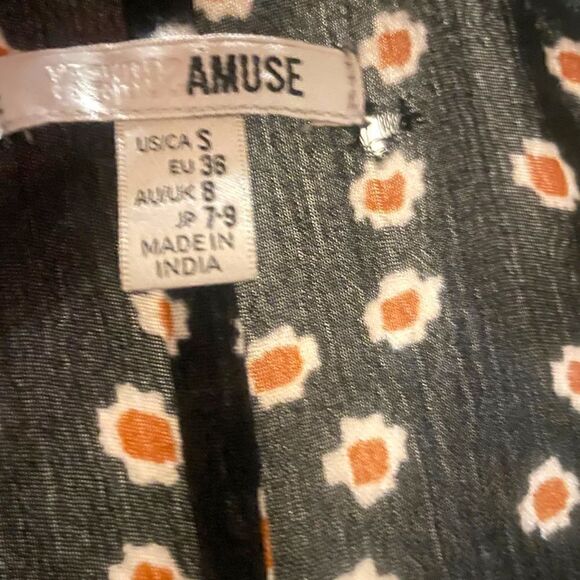 AMUSE
US/CA S
EU 36
AU/UK 8
JP 7-9
MADE IN
INDIA